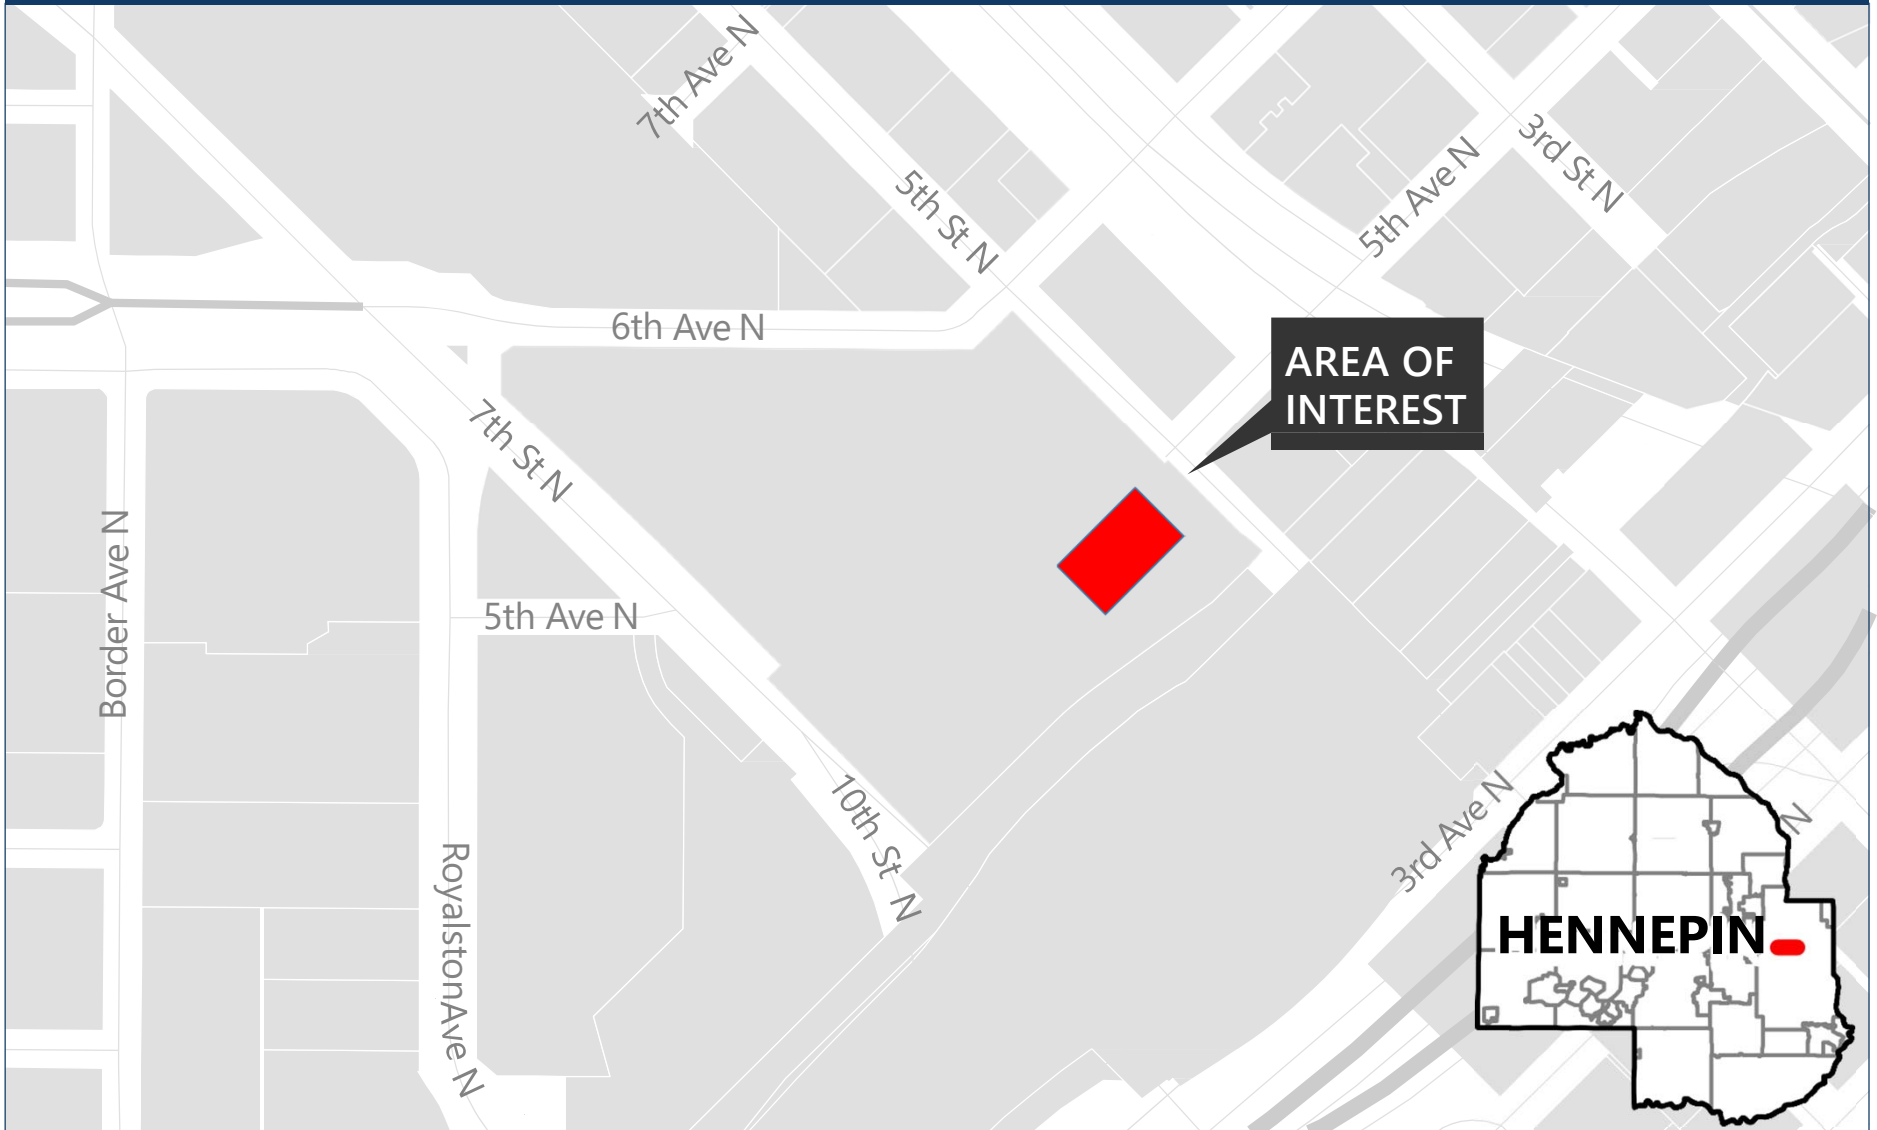 7th Ave N
5th St N
3rd St N
5th Ave N
6th Ave N
AREA OF
INTEREST
7th St N
Border Ave N
5th Ave N
10th St N
3rd Ave N
N
RoyalstonAve N
HENNEPIN